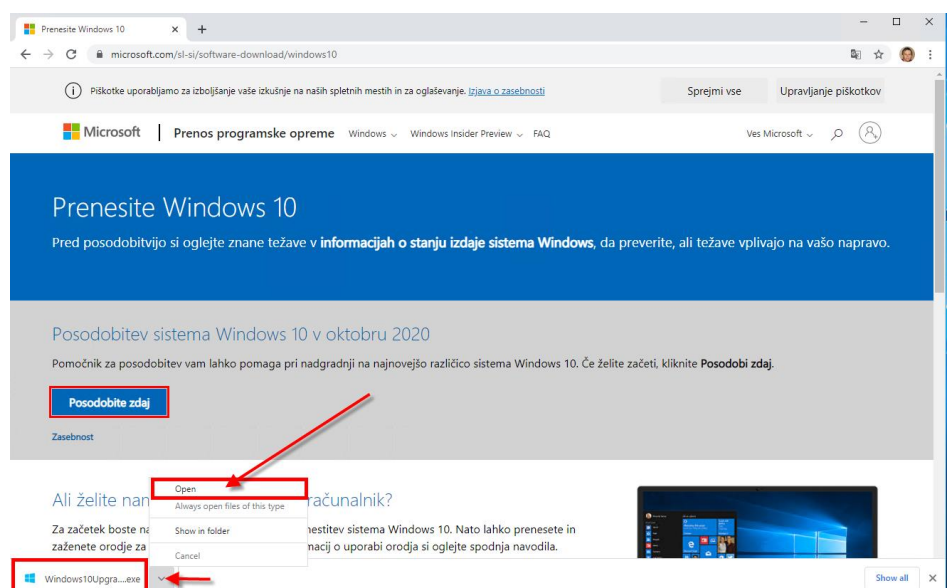 Prenesite Windows 10
microsoft.com/sl-si/software-download/windows10
Piškotke uporabljamo za izboljšanje vaše izkušnje na naših spletnih mestih in za oglaševanje. Izjava o zasebnosti
Sprejmi vse
Upravljanje piškotkov
Microsoft
Prenos programske opreme
Windows
Windows Insider Preview
FAQ
Ves Microsoft
Prenesite Windows 10
Pred posodobitvijo si oglejte znane težave v informacijah o stanju izdaje sistema Windows, da preverite, ali težave vplivajo na vašo napravo.
Posodobitev sistema Windows 10 v oktobru 2020
Pomočnik za posodobitev vam lahko pomaga pri nadgradnji na najnovejšo različico sistema Windows 10. Če želite začeti, kliknite Posodobi zdaj.
Posodobite zdaj
Zasebnost
Open
Always open files of this type
Show in folder
Cancel
Ali želite računalnik?
Za začetek boste sistema Windows 10. Nato lahko prenesete in
zaženete orodje za o uporabi orodja si oglejte spodnja navodila.
Windows10Upgra....exe
Show all